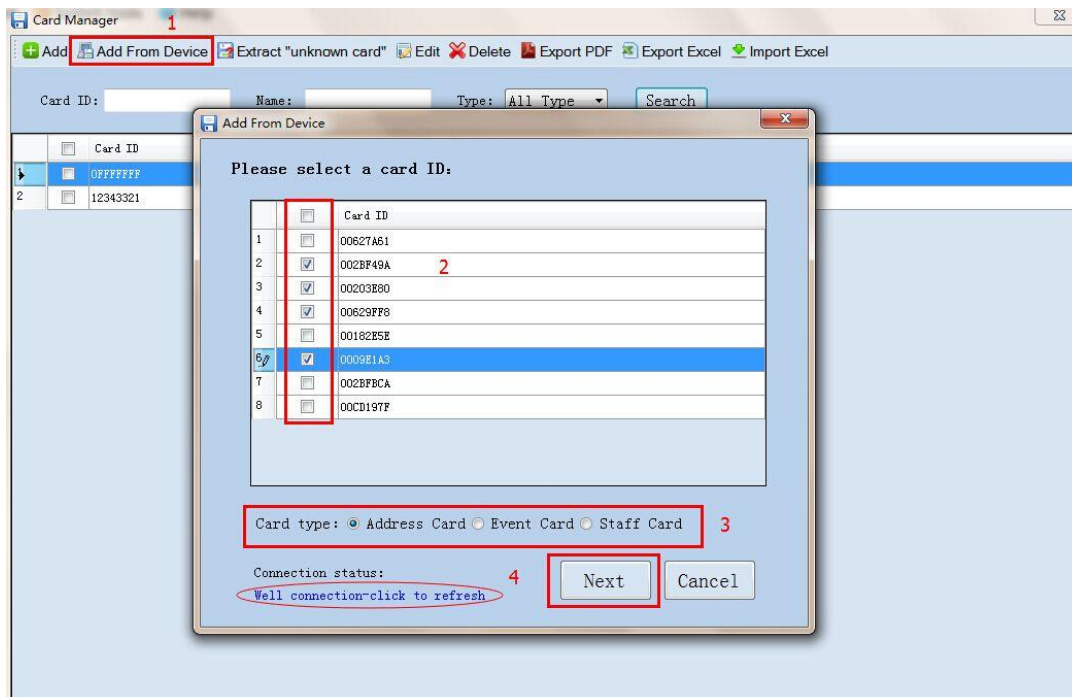 Card Manager
1
Add Add From Device Extract "unknown card" Edit Delete Export PDF Export Excel Import Excel
Card ID: Name: Type: All Type Search
Add From Device
Card ID
0FFFFFFF
2 12343321
Please select a card ID:
Card ID
1 00627A61
2 002BF49A 2
3 00203E80
4 00629FF8
5 00182E5E
6 0009E1A3
7 002BFBCA
8 00CD197F
Card type: Address Card Event Card Staff Card 3
Connection status: 4 Next Cancel
Well connection-click to refresh